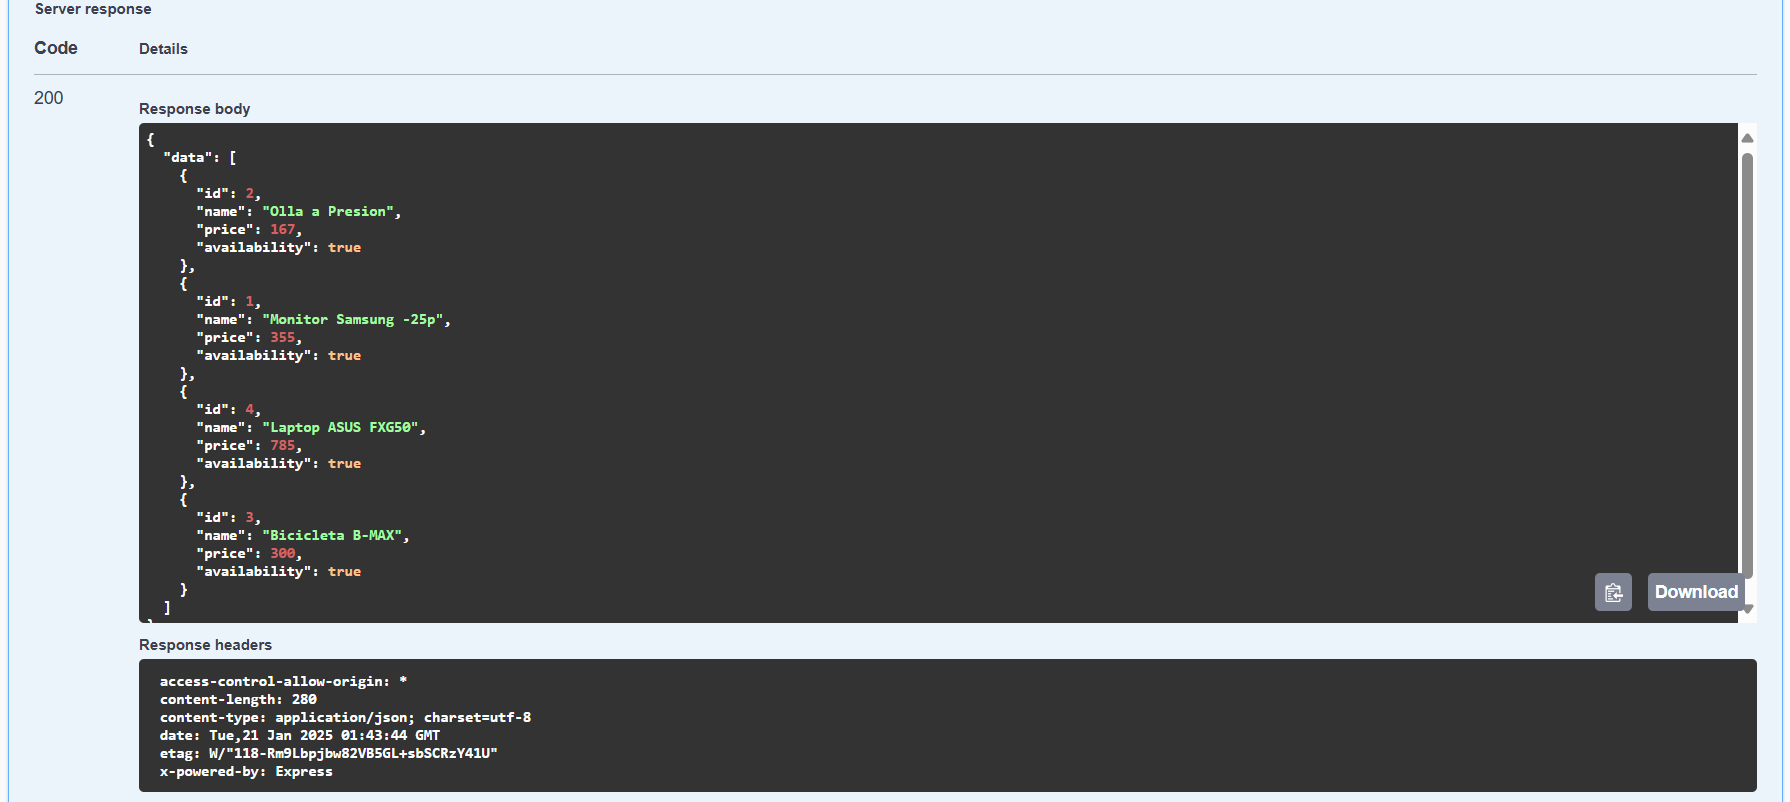 Server response
Code Details
200
Response body
{
  "data": [
    {
      "id": 2,
      "name": "Olla a Presion",
      "price": 167,
      "availability": true
    },
    {
      "id": 1,
      "name": "Monitor Samsung -25p",
      "price": 355,
      "availability": true
    },
    {
      "id": 4,
      "name": "Laptop ASUS FXG50",
      "price": 785,
      "availability": true
    },
    {
      "id": 3,
      "name": "Bicicleta B-MAX",
      "price": 300,
      "availability": true
    }
  ]
}
Download
Response headers
access-control-allow-origin: *
content-length: 280
content-type: application/json; charset=utf-8
date: Tue,21 Jan 2025 01:43:44 GMT
etag: W/"118-Rm9Lbpjbw82VB5GL+sbSCRzY41U"
x-powered-by: Express